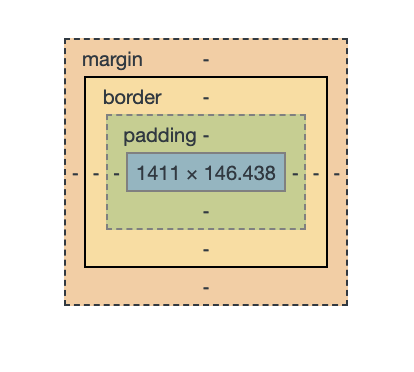 margin -
border -
padding -
- - - 1411 × 146.438 - - -
-
-
-